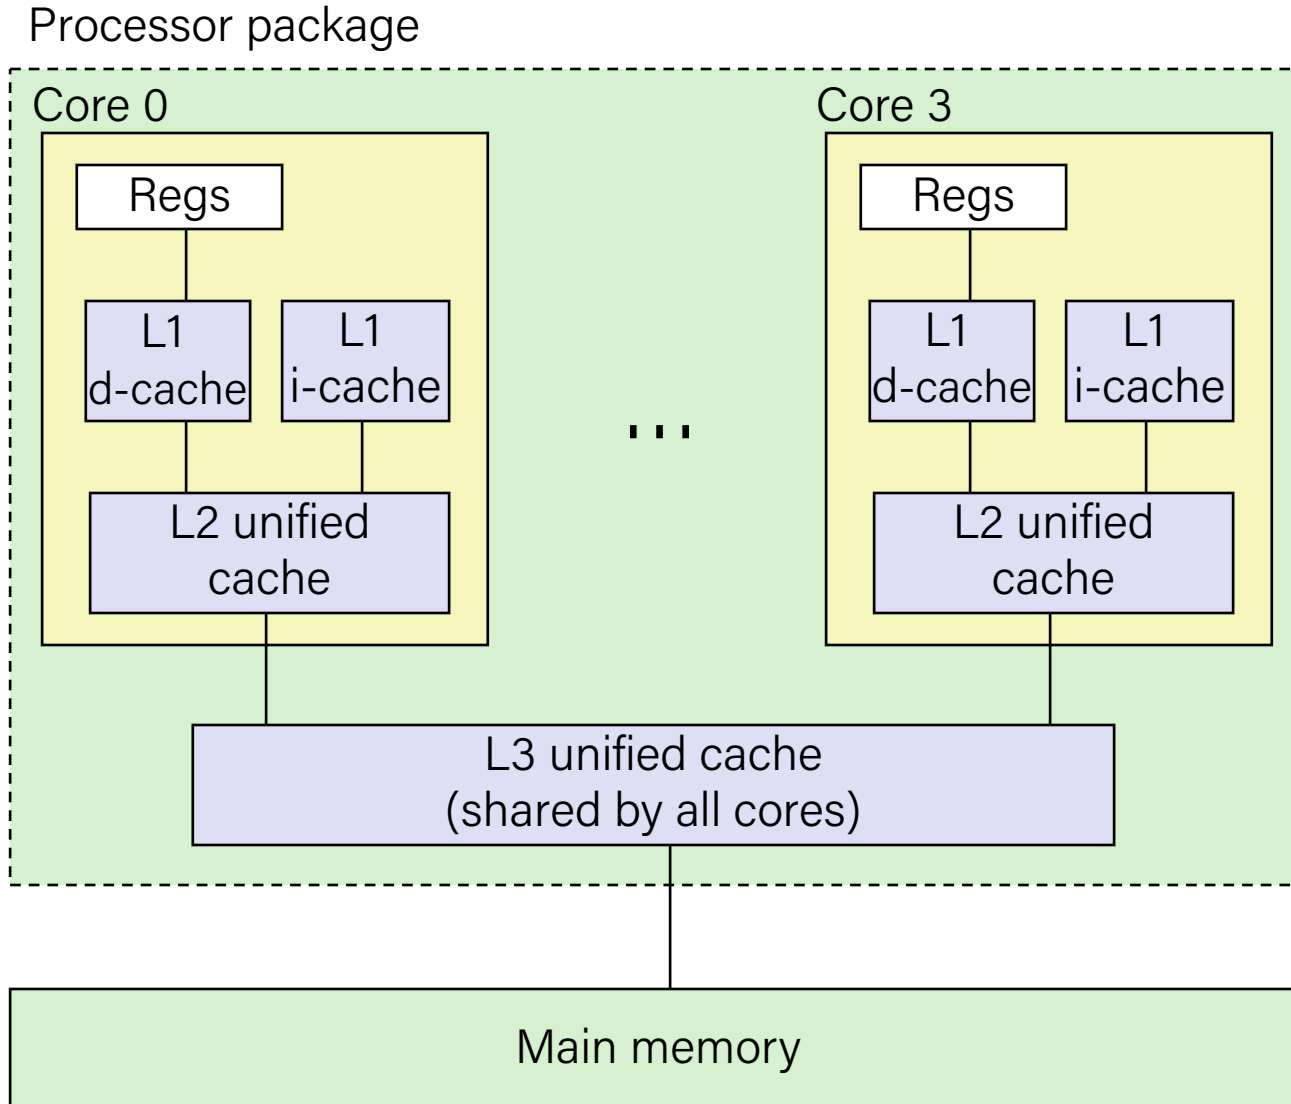 Processor package
Core 0
Core 3
Regs
Regs
L1
d-cache
L1
i-cache
L1
d-cache
L1
i-cache
...
L2 unified
cache
L2 unified
cache
L3 unified cache
(shared by all cores)
Main memory